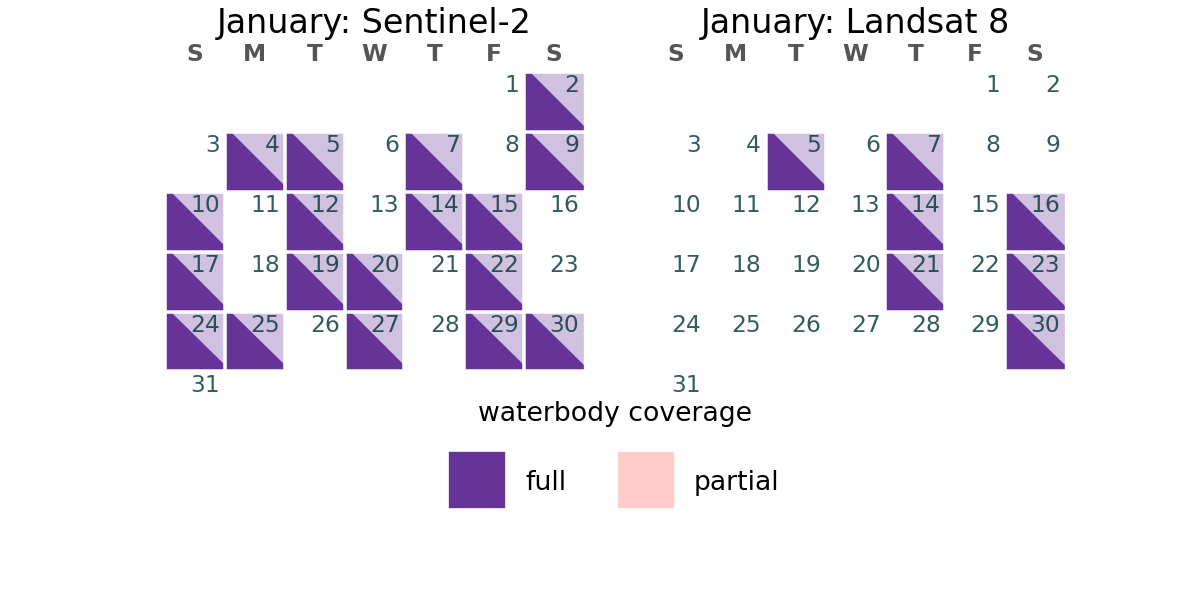 January: Sentinel-2
S M T W T F S
1 2
3 4 5 6 7 8 9
10 11 12 13 14 15 16
17 18 19 20 21 22 23
24 25 26 27 28 29 30
31
January: Landsat 8
S M T W T F S
1 2
3 4 5 6 7 8 9
10 11 12 13 14 15 16
17 18 19 20 21 22 23
24 25 26 27 28 29 30
31
waterbody coverage
full partial